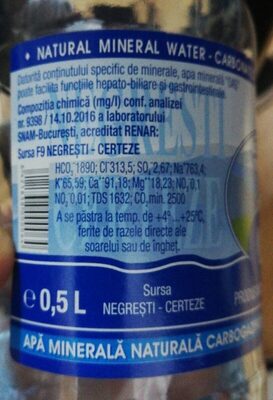 NATURAL MINERAL WATER - CARBONA
Datorită conținutului specific de minerale, apa minerală
poate facilita funcțiile hepato-biliare și gastrointestinale.
Compoziția chimică (mg/l) conf. analizei
nr. 9398 / 14.10.2016 a laboratorului
SNAM-București, acreditat RENAR:
Sursa F9 NEGREȘTI - CERTEZE
HCO₃⁻1890; Cl⁻313,5; SO₄⁻2,67; Na⁺763,4;
K⁺65,59; Ca⁺⁺91,18; Mg⁺⁺18,23; NO₃⁻0,1
NO₂⁻0,01; TDS 1632; CO₂min. 2500
A se păstra la temp. de +4° ...+25°C,
ferite de razele directe ale
soarelui sau de îngheț.
e 0,5 L
Sursa
NEGREȘTI - CERTEZE
PRODU
APĂ MINERALĂ NATURALĂ CARBOGA